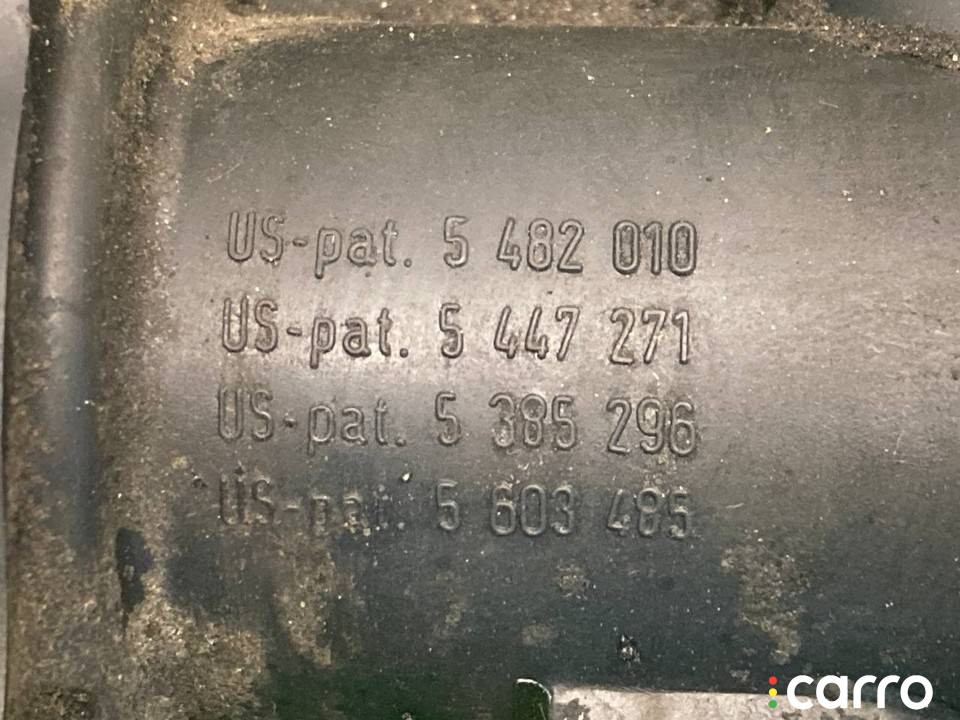 US-pat. 5 482 010
US-pat. 5 447 271
US-pat. 5 385 296
US-pat. 5 603 485
carro